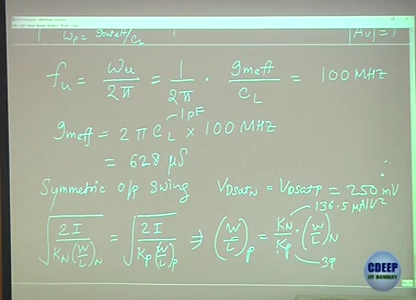 ωp = gmeff/CL |Av| = 1
fu = ωu/2π = 1/2π · gmeff/CL = 100 MHz
gmeff = 2π CL × 100 MHz
1pF
= 628 μS
Symmetric o/p swing VDSatN = VDSatP = 250 mV
136.5 μA/V²
√(2I/KN(W/L)N) = √(2I/Kp(W/L)p) ⇒ (W/L)p = KN/Kp · (W/L)N
CDEEP
IIT BOMBAY